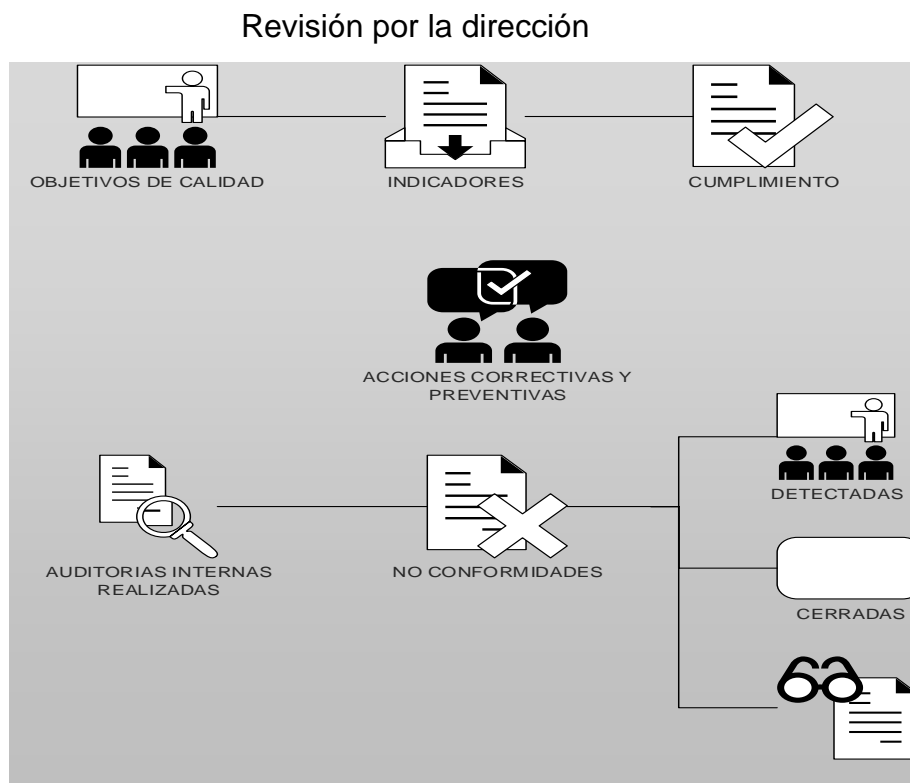 Revisión por la dirección
OBJETIVOS DE CALIDAD
INDICADORES
CUMPLIMIENTO
ACCIONES CORRECTIVAS Y
PREVENTIVAS
DETECTADAS
AUDITORIAS INTERNAS
REALIZADAS
NO CONFORMIDADES
CERRADAS